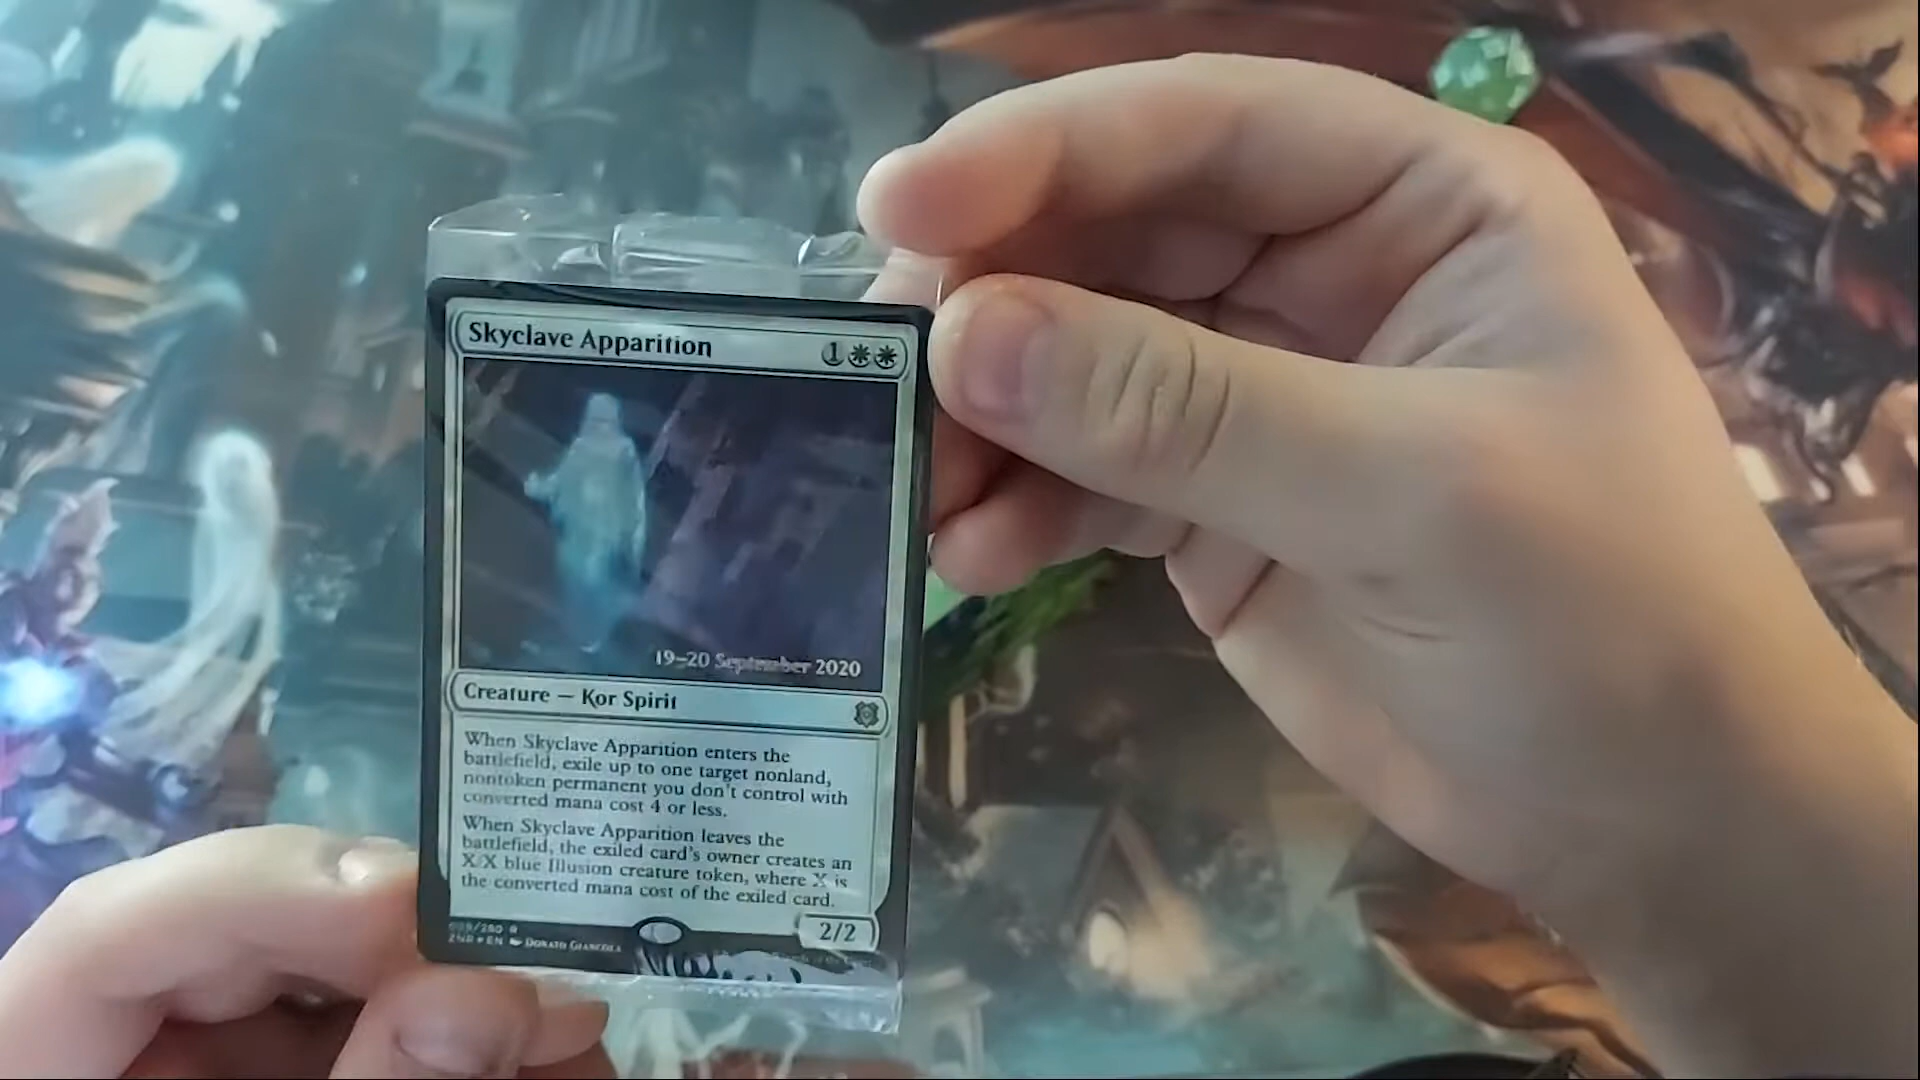 Skyclave Apparition
1
19–20 September 2020
Creature — Kor Spirit
When Skyclave Apparition enters the
battlefield, exile up to one target nonland,
nontoken permanent you don't control with
converted mana cost 4 or less.
When Skyclave Apparition leaves the
battlefield, the exiled card's owner creates an
X/X blue Illusion creature token, where X is
the converted mana cost of the exiled card.
2/2
/280 R
ZNR ★ EN Donato Giancola